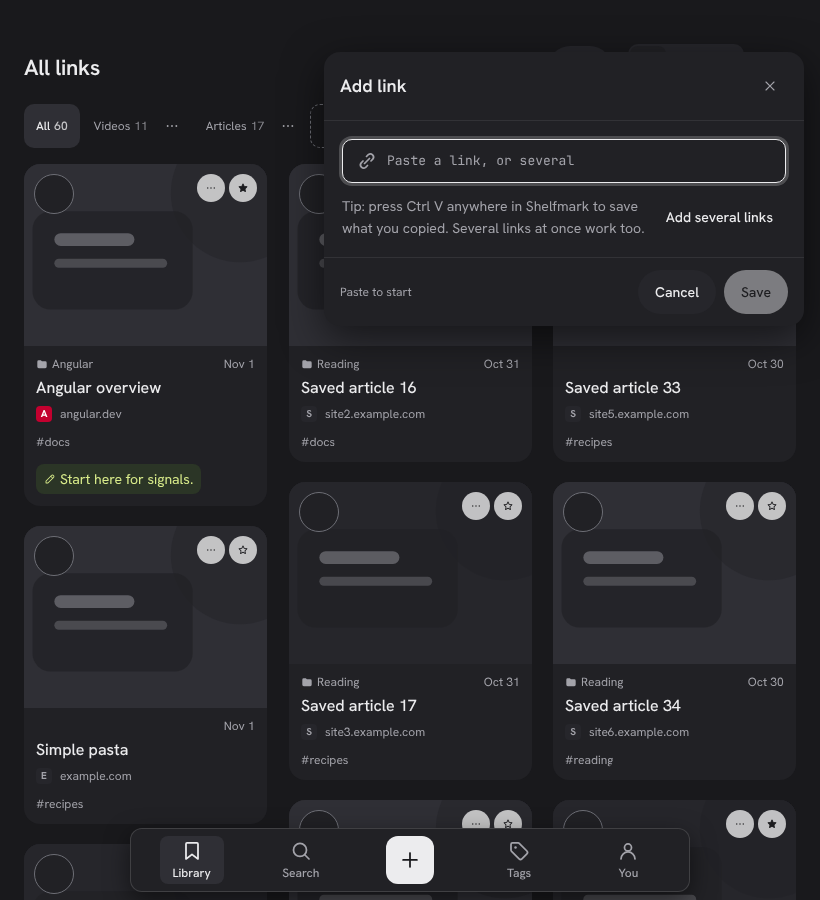 All links
All 60
Videos 11
Articles 17
Add link
Paste a link, or several
Tip: press Ctrl V anywhere in Shelfmark to save
what you copied. Several links at once work too.
Add several links
Paste to start
Cancel
Save
Angular
Nov 1
Angular overview
A angular.dev
#docs
Start here for signals.
Reading
Oct 31
Saved article 16
S site2.example.com
#docs
Oct 30
Saved article 33
S site5.example.com
#recipes
Nov 1
Simple pasta
E example.com
#recipes
Reading
Oct 31
Saved article 17
S site3.example.com
#recipes
Reading
Oct 30
Saved article 34
S site6.example.com
#reading
Library
Search
Tags
You